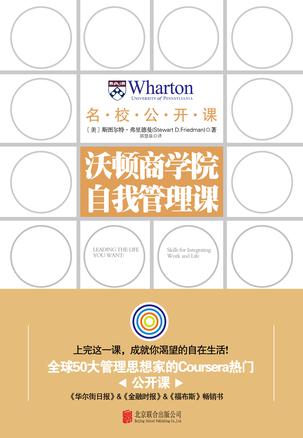 Wharton
UNIVERSITY of PENNSYLVANIA
名·校·公·开·课
［美］斯图尔特·弗里德曼(Stewart D.Friedman)◎著
沃顿商学院
自我管理课
LEADING THE LIFE
YOU WANT:
Skills for Integrating
Work and Life
上完这一课，成就你渴望的自在生活！
全球50大管理思想家的Coursera热门
公开课
《华尔街日报》&《金融时报》&《福布斯》畅销书
北京联合出版公司
Beijing United Publishing Co.,Ltd.